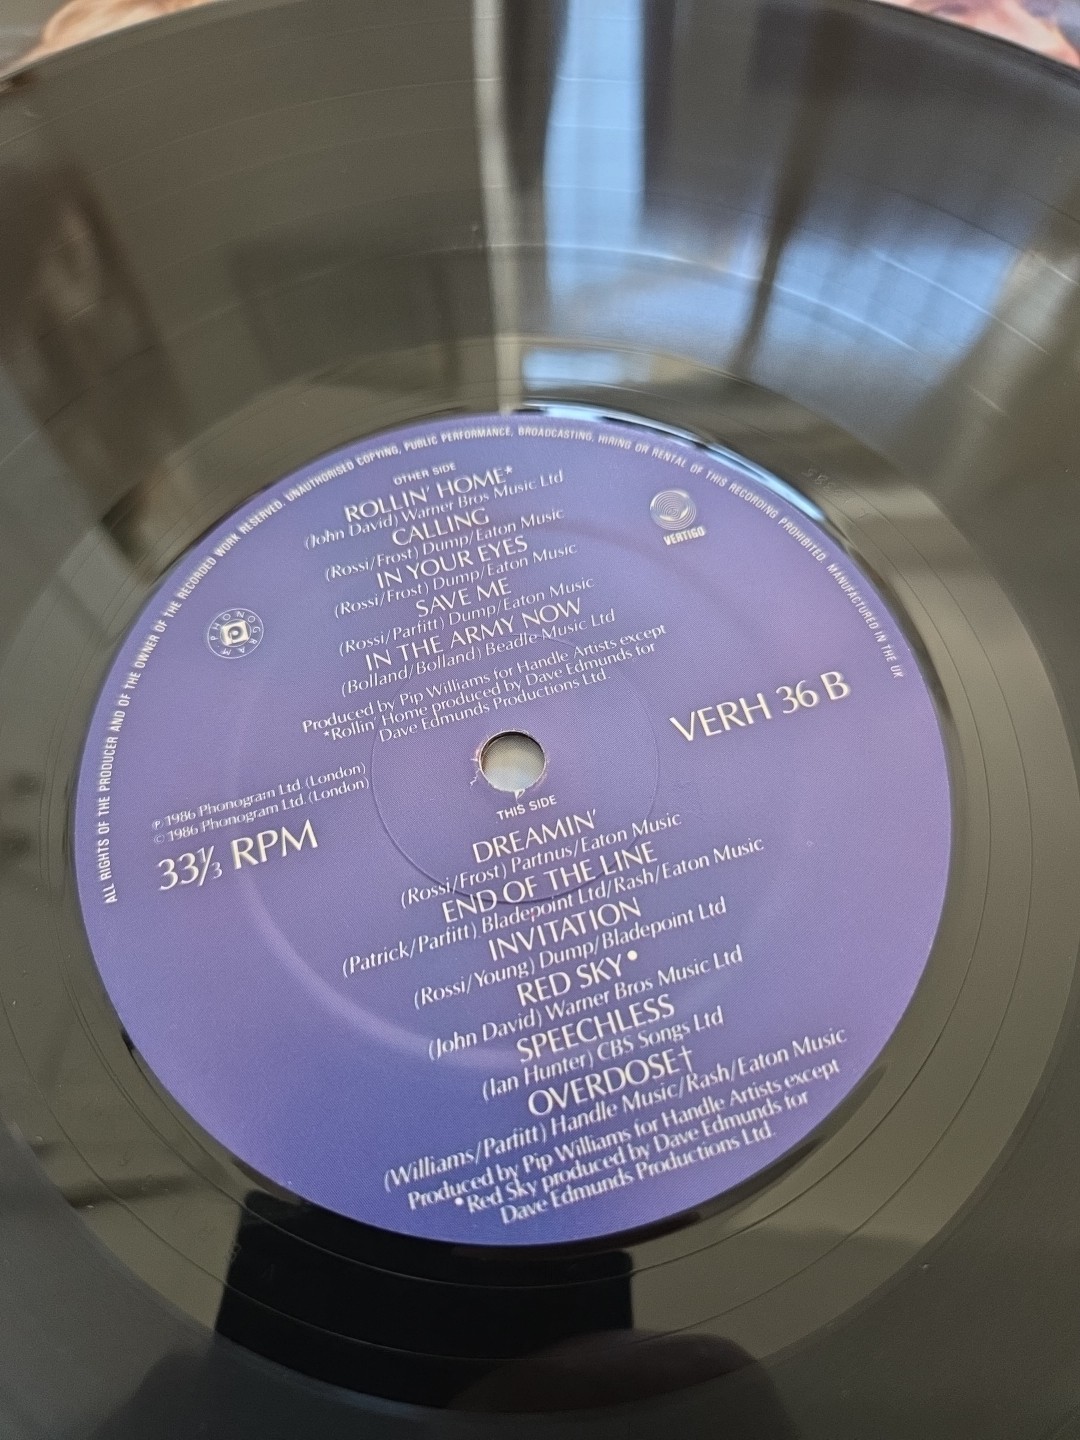 ALL RIGHTS OF THE PRODUCER AND OF THE OWNER OF THE RECORDED WORK RESERVED. UNAUTHORISED COPYING, PUBLIC PERFORMANCE, BROADCASTING, HIRING OR RENTAL OF THIS RECORDING PROHIBITED. MANUFACTURED IN THE UK
OTHER SIDE
ROLLIN' HOME*
(John David) Warner Bros Music Ltd
CALLING
(Rossi/Frost) Dump/Eaton Music
IN YOUR EYES
(Rossi/Frost) Dump/Eaton Music
SAVE ME
(Rossi/Parfitt) Dump/Eaton Music
IN THE ARMY NOW
(Bolland/Bolland) Beadle Music Ltd
Produced by Pip Williams for Handle Artists except
*Rollin' Home produced by Dave Edmunds for
Dave Edmunds Productions Ltd.
VERTIGO
PHONOGRAM
VERH 36 B
℗ 1986 Phonogram Ltd. (London)
© 1986 Phonogram Ltd. (London)
33⅓ RPM
THIS SIDE
DREAMIN'
(Rossi/Frost) Partnus/Eaton Music
END OF THE LINE
(Patrick/Parfitt) Bladepoint Ltd/Rash/Eaton Music
INVITATION
(Rossi/Young) Dump/Bladepoint Ltd
RED SKY •
(John David) Warner Bros Music Ltd
SPEECHLESS
(Ian Hunter) CBS Songs Ltd
OVERDOSE†
(Williams/Parfitt) Handle Music/Rash/Eaton Music
Produced by Pip Williams for Handle Artists except
• Red Sky produced by Dave Edmunds for
Dave Edmunds Productions Ltd.